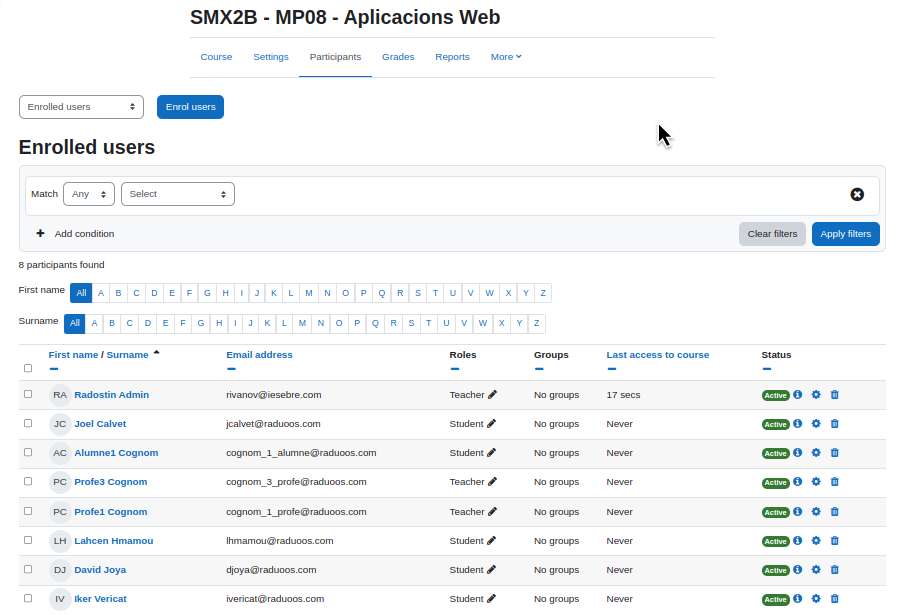 SMX2B - MP08 - Aplicacions Web
Course Settings Participants Grades Reports More
Enrolled users Enrol users
Enrolled users
Match Any Select
Add condition Clear filters Apply filters
8 participants found
First name All A B C D E F G H I J K L M N O P Q R S T U V W X Y Z
Surname All A B C D E F G H I J K L M N O P Q R S T U V W X Y Z
First name / Surname Email address Roles Groups Last access to course Status
RA Radostin Admin rivanov@iesebre.com Teacher No groups 17 secs Active
JC Joel Calvet jcalvet@raduoos.com Student No groups Never Active
AC Alumne1 Cognom cognom_1_alumne@raduoos.com Student No groups Never Active
PC Profe3 Cognom cognom_3_profe@raduoos.com Teacher No groups Never Active
PC Profe1 Cognom cognom_1_profe@raduoos.com Teacher No groups Never Active
LH Lahcen Hmamou lhmamou@raduoos.com Student No groups Never Active
DJ David Joya djoya@raduoos.com Student No groups Never Active
IV Iker Vericat ivericat@raduoos.com Student No groups Never Active